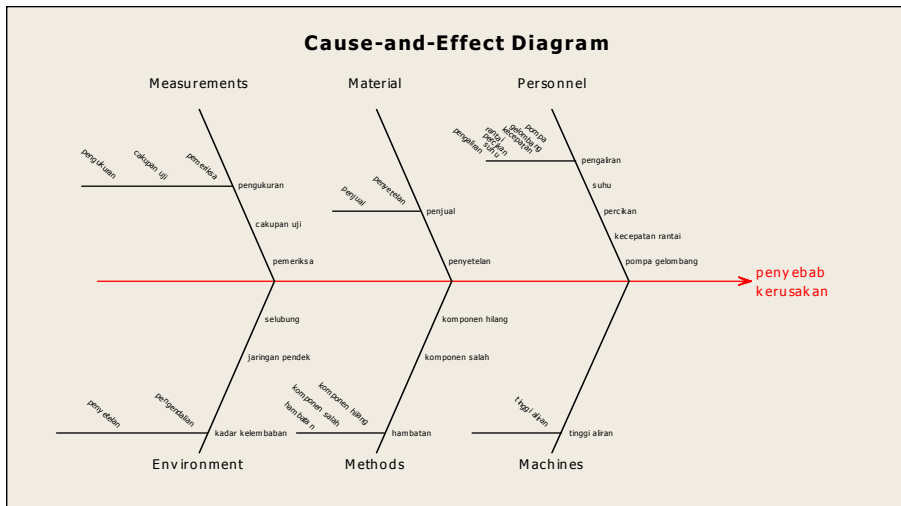 Cause-and-Effect Diagram
Measurements
Material
Personnel
pengukuran
cakupan uji
pemeriksa
pengukuran
cakupan uji
pemeriksa
penjual
penyetelan
penjual
penyetelan
pengaliran
suhu
percikan
kecepatan
rantai
gelombang
pompa
pengaliran
suhu
percikan
kecepatan rantai
pompa gelombang
penyebab
kerusakan
selubung
jaringan pendek
penyetelan
pengendalian
kadar kelembaban
komponen hilang
komponen salah
hambatan
komponen salah
komponen hilang
hambatan
tinggi aliran
tinggi aliran
Environment
Methods
Machines